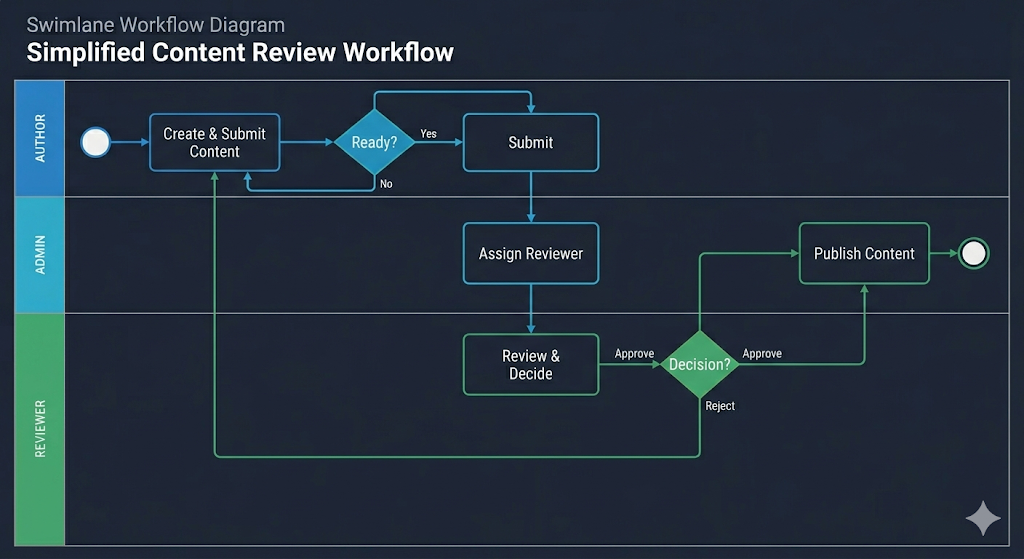 Swimlane Workflow Diagram
Simplified Content Review Workflow
AUTHOR
Create & Submit
Content
Ready?
Yes
No
Submit
ADMIN
Assign Reviewer
Publish Content
REVIEWER
Review &
Decide
Approve
Decision?
Approve
Reject